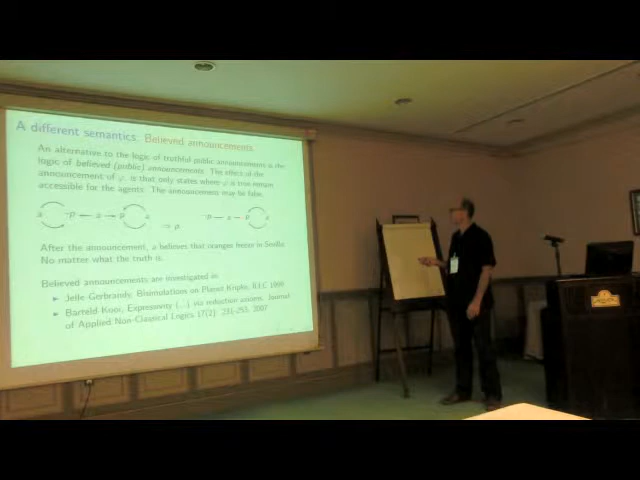 A different semantics: Believed announcements.
An alternative to the logic of truthful public announcements is the
logic of believed (public) announcements. The effect of the
announcement of φ is that only states where φ is true remain
accessible for the agents. The announcement may be false.
a ¬p — a → p a ⇒ p ¬p — a → p a
After the announcement, a believes that oranges freeze in Sevilla.
No matter what the truth is.
Believed announcements are investigated in:
Jelle Gerbrandy, Bisimulations on Planet Kripke, ILLC 1999
Barteld Kooi, Expressivity (...) via reduction axioms, Journal
of Applied Non-Classical Logics 17(2): 231-253, 2007